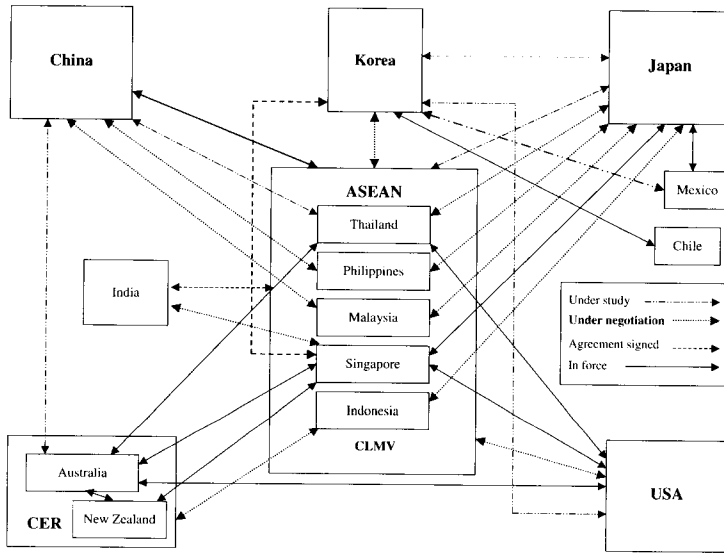 China
Korea
Japan
ASEAN
Thailand
Philippines
Malaysia
Singapore
Indonesia
CLMV
Mexico
Chile
India
Under study
Under negotiation
Agreement signed
In force
Australia
New Zealand
CER
USA